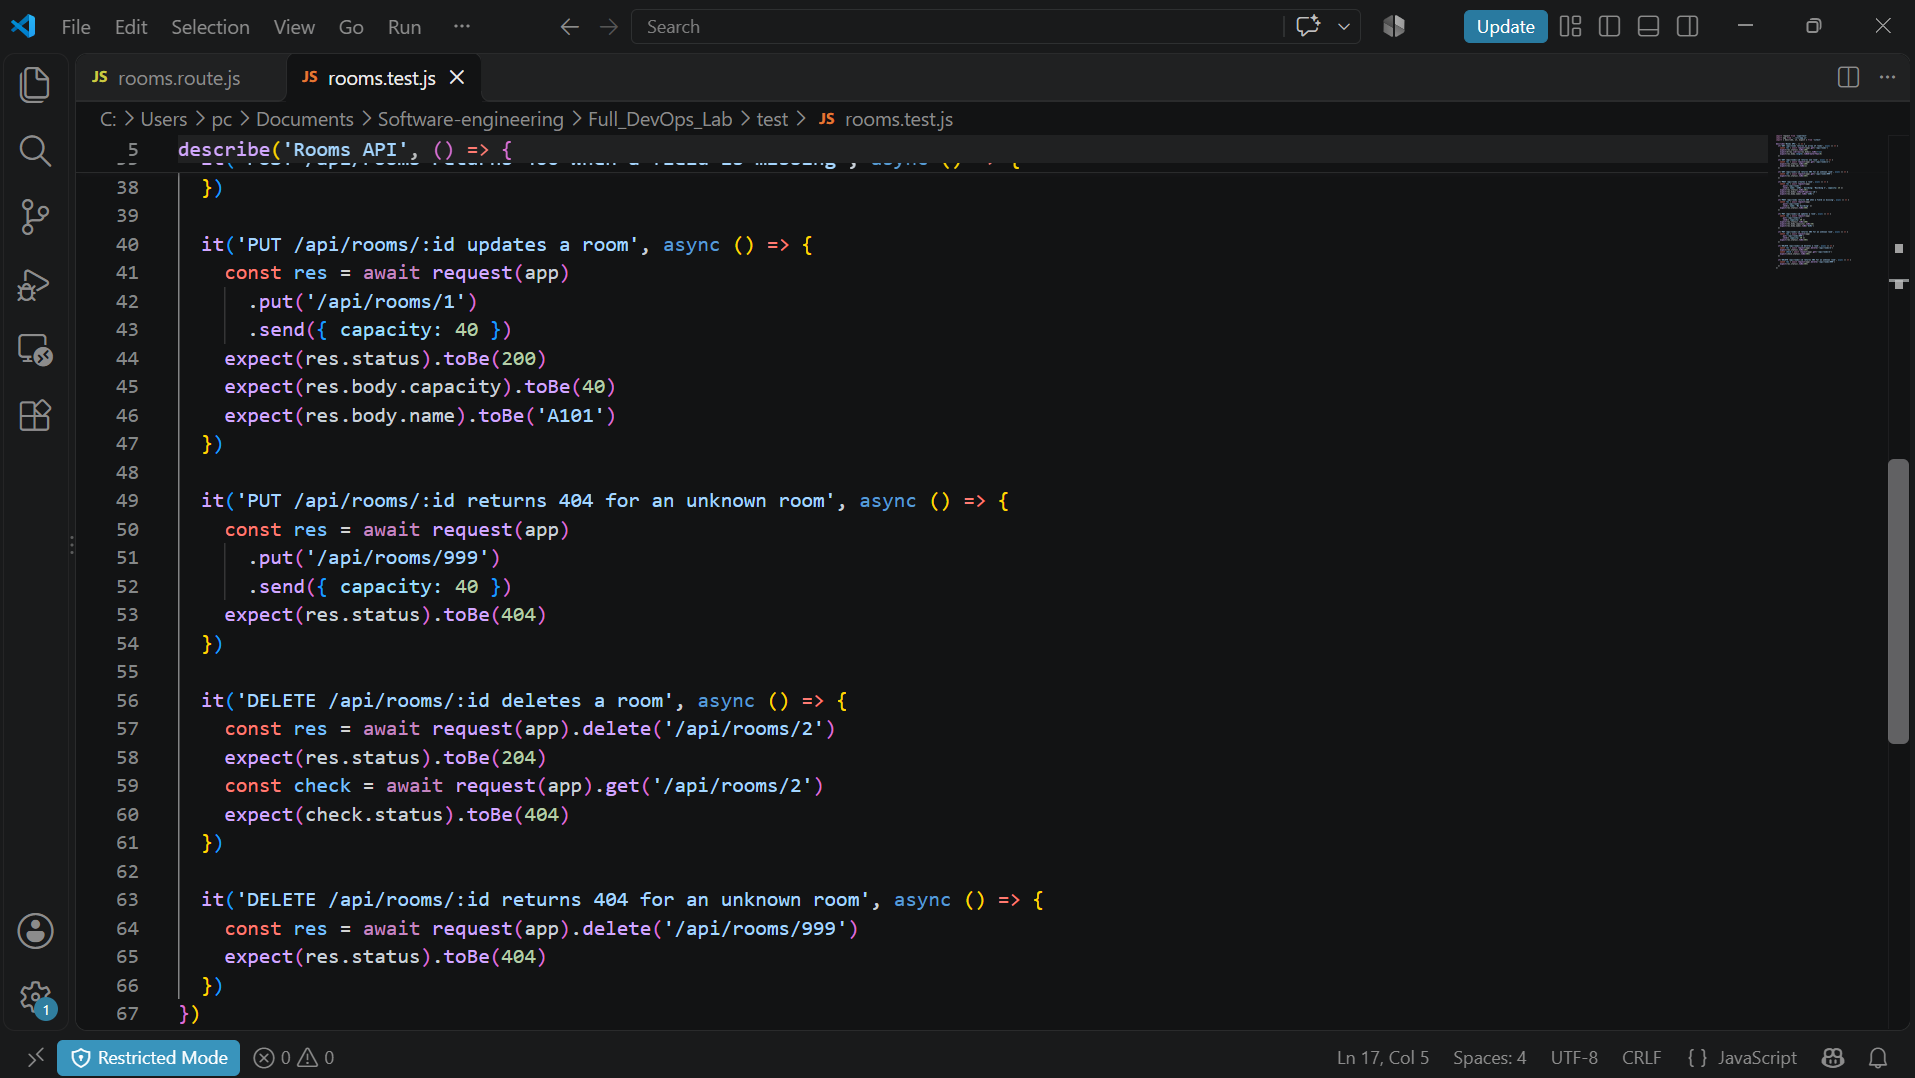 File Edit Selection View Go Run ··· Search Update
JS rooms.route.js JS rooms.test.js
C: > Users > pc > Documents > Software-engineering > Full_DevOps_Lab > test > JS rooms.test.js
5 describe('Rooms API', () => {
38 })
39
40 it('PUT /api/rooms/:id updates a room', async () => {
41 const res = await request(app)
42 .put('/api/rooms/1')
43 .send({ capacity: 40 })
44 expect(res.status).toBe(200)
45 expect(res.body.capacity).toBe(40)
46 expect(res.body.name).toBe('A101')
47 })
48
49 it('PUT /api/rooms/:id returns 404 for an unknown room', async () => {
50 const res = await request(app)
51 .put('/api/rooms/999')
52 .send({ capacity: 40 })
53 expect(res.status).toBe(404)
54 })
55
56 it('DELETE /api/rooms/:id deletes a room', async () => {
57 const res = await request(app).delete('/api/rooms/2')
58 expect(res.status).toBe(204)
59 const check = await request(app).get('/api/rooms/2')
60 expect(check.status).toBe(404)
61 })
62
63 it('DELETE /api/rooms/:id returns 404 for an unknown room', async () => {
64 const res = await request(app).delete('/api/rooms/999')
65 expect(res.status).toBe(404)
66 })
67 })
1
Restricted Mode 0 0 Ln 17, Col 5 Spaces: 4 UTF-8 CRLF { } JavaScript